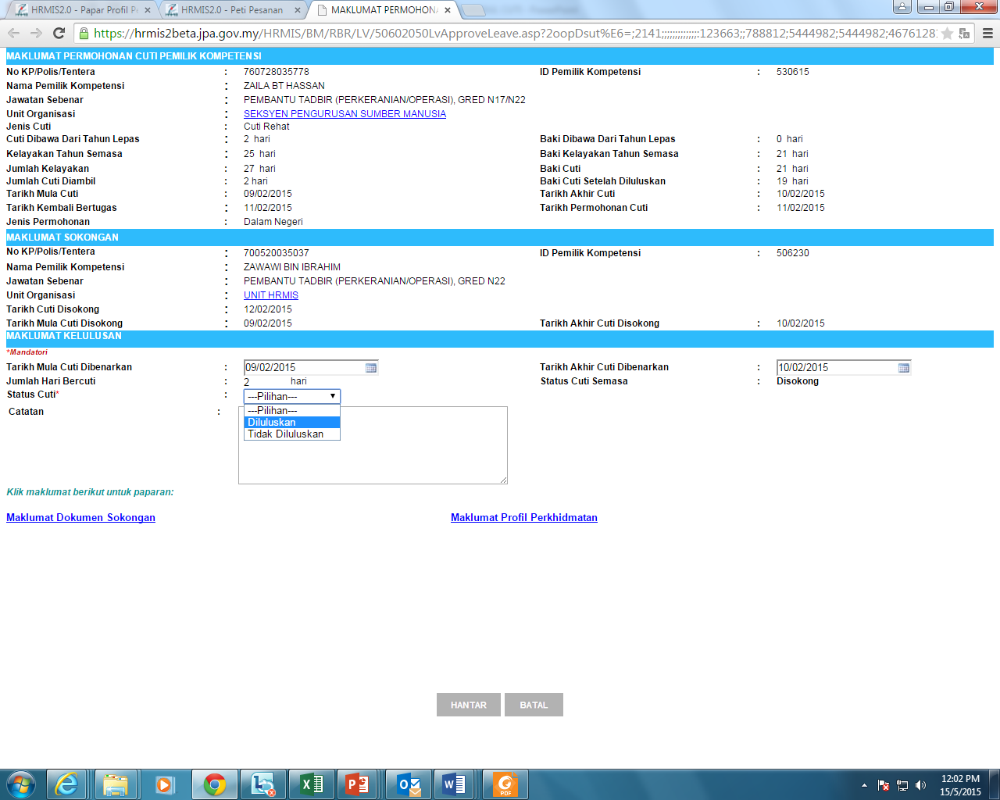 HRMIS2.0 - Papar Profil Pe
HRMIS2.0 - Peti Pesanan
MAKLUMAT PERMOHONA
https://hrmis2beta.jpa.gov.my/HRMIS/BM/RBR/LV/50602050LvApproveLeave.asp?2oopDsut%E6=;2141;;;;;;;;;;;;;;:123663;;788812;5444982;5444982;46761281
MAKLUMAT PERMOHONAN CUTI PEMILIK KOMPETENSI
No KP/Polis/Tentera : 760728035778 ID Pemilik Kompetensi : 530615
Nama Pemilik Kompetensi : ZAILA BT HASSAN
Jawatan Sebenar : PEMBANTU TADBIR (PERKERANIAN/OPERASI), GRED N17/N22
Unit Organisasi : SEKSYEN PENGURUSAN SUMBER MANUSIA
Jenis Cuti : Cuti Rehat
Cuti Dibawa Dari Tahun Lepas : 2 hari Baki Dibawa Dari Tahun Lepas : 0 hari
Kelayakan Tahun Semasa : 25 hari Baki Kelayakan Tahun Semasa : 21 hari
Jumlah Kelayakan : 27 hari Baki Cuti : 21 hari
Jumlah Cuti Diambil : 2 hari Baki Cuti Setelah Diluluskan : 19 hari
Tarikh Mula Cuti : 09/02/2015 Tarikh Akhir Cuti : 10/02/2015
Tarikh Kembali Bertugas : 11/02/2015 Tarikh Permohonan Cuti : 11/02/2015
Jenis Permohonan : Dalam Negeri
MAKLUMAT SOKONGAN
No KP/Polis/Tentera : 700520035037 ID Pemilik Kompetensi : 506230
Nama Pemilik Kompetensi : ZAWAWI BIN IBRAHIM
Jawatan Sebenar : PEMBANTU TADBIR (PERKERANIAN/OPERASI), GRED N22
Unit Organisasi : UNIT HRMIS
Tarikh Cuti Disokong : 12/02/2015
Tarikh Mula Cuti Disokong : 09/02/2015 Tarikh Akhir Cuti Disokong : 10/02/2015
MAKLUMAT KELULUSAN
*Mandatori
Tarikh Mula Cuti Dibenarkan : 09/02/2015 Tarikh Akhir Cuti Dibenarkan : 10/02/2015
Jumlah Hari Bercuti : 2 hari Status Cuti Semasa : Disokong
Status Cuti* : ---Pilihan---
---Pilihan---
Catatan :
Diluluskan
Tidak Diluluskan
Klik maklumat berikut untuk paparan:
Maklumat Dokumen Sokongan Maklumat Profil Perkhidmatan
HANTAR BATAL
PDF
12:02 PM
15/5/2015